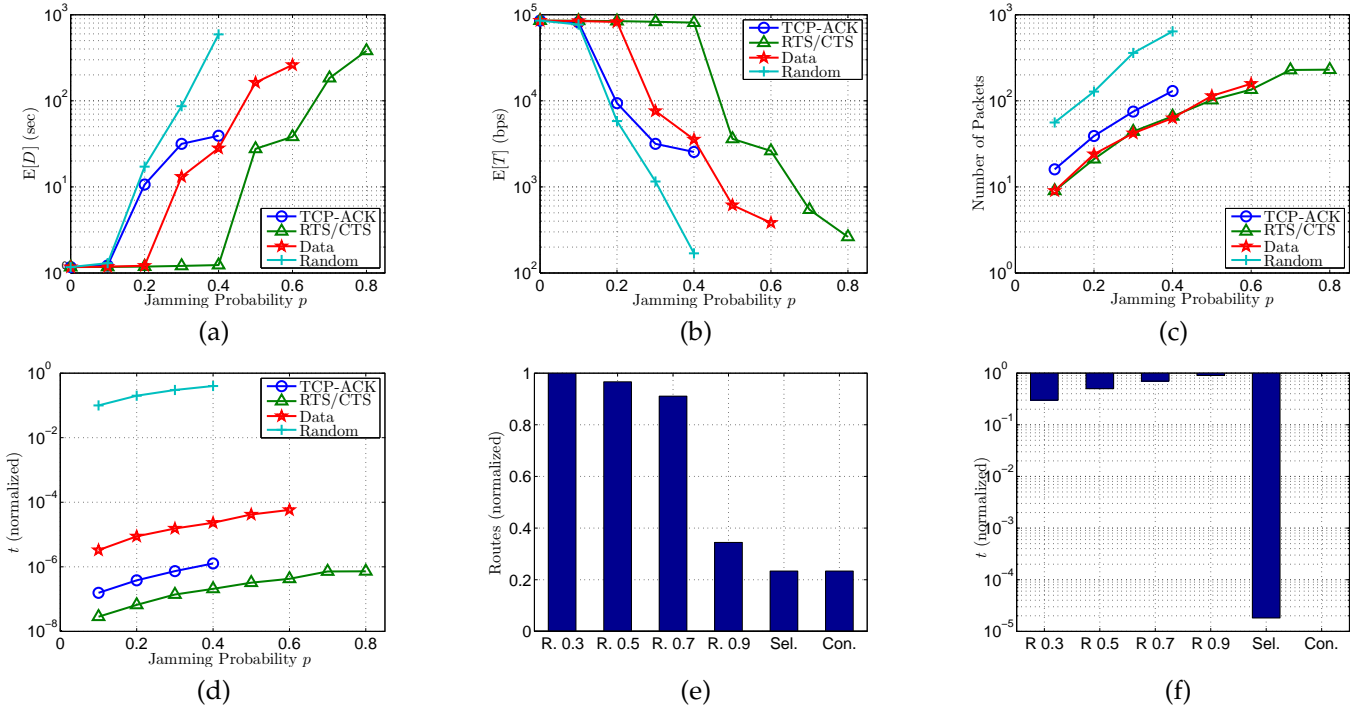 10^3
10^2
10^1
10^0
E[D] (sec)
TCP-ACK
RTS/CTS
Data
Random
0
0.2
0.4
0.6
0.8
Jamming Probability p
(a)
10^5
10^4
10^3
10^2
E[T] (bps)
TCP-ACK
RTS/CTS
Data
Random
0
0.2
0.4
0.6
0.8
Jamming Probability p
(b)
10^3
10^2
10^1
10^0
Number of Packets
TCP-ACK
RTS/CTS
Data
Random
0
0.2
0.4
0.6
0.8
Jamming Probability p
(c)
10^0
10^−2
10^−4
10^−6
10^−8
t (normalized)
TCP-ACK
RTS/CTS
Data
Random
0
0.2
0.4
0.6
0.8
Jamming Probability p
(d)
1
0.8
0.6
0.4
0.2
0
Routes (normalized)
R. 0.3 R. 0.5 R. 0.7 R. 0.9 Sel. Con.
(e)
10^0
10^−1
10^−2
10^−3
10^−4
10^−5
t (normalized)
R 0.3 R 0.5 R 0.7 R 0.9 Sel. Con.
(f)